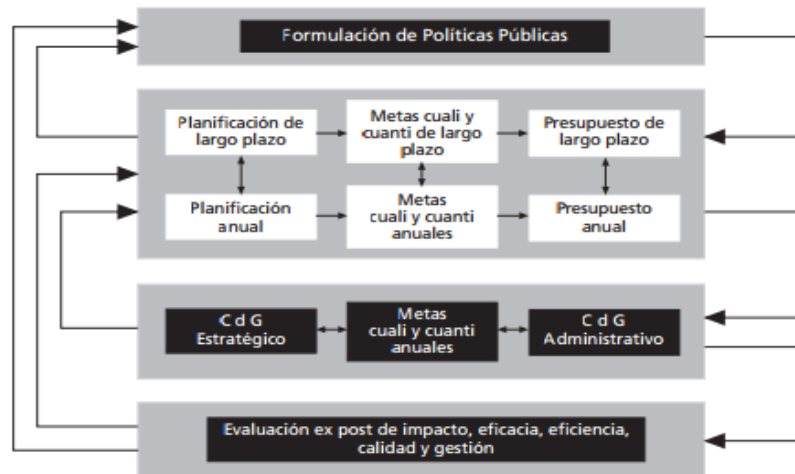 Formulación de Políticas Públicas
Planificación de
largo plazo
Metas cuali y
cuanti de largo
plazo
Presupuesto de
largo plazo
Planificación
anual
Metas
cuali y cuanti
anuales
Presupuesto
anual
C d G
Estratégico
Metas
cuali y cuanti
anuales
C d G
Administrativo
Evaluación ex post de impacto, eficacia, eficiencia,
calidad y gestión